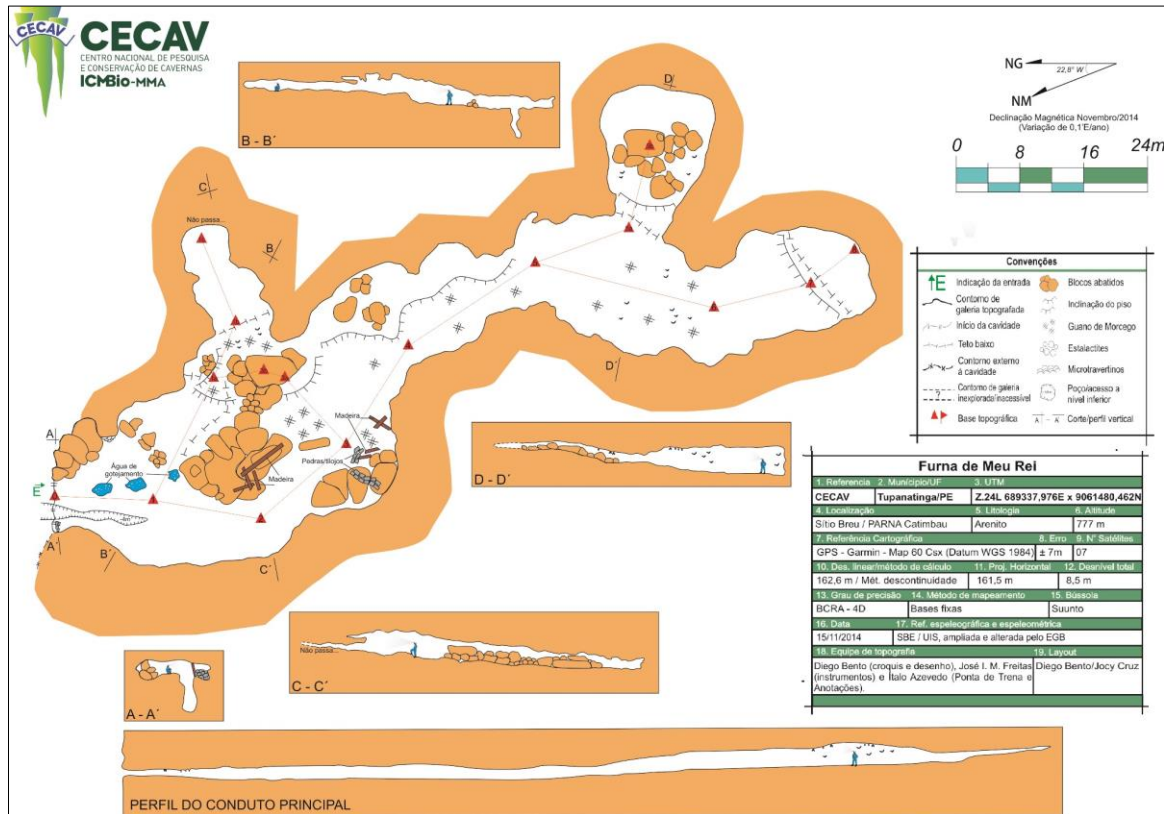 CECAV
CECAV
CENTRO NACIONAL DE PESQUISA
E CONSERVAÇÃO DE CAVERNAS
ICMBio-MMA
B - B´
D
NG
22,8° W
NM
Declinação Magnética Novembro/2014
(Variação de 0,1'E/ano)
0 8 16 24m
C
Não passa...
B
Convenções
E Indicação da entrada
Blocos abatidos
Contorno de
galeria topografada
Inclinação do piso
Início da cavidade
Guano de Morcego
Teto baixo
Estalactites
Contorno externo
à cavidade
Microtravertinos
Contorno de galeria
inexplorada/inacessível
Poço/acesso a
nível inferior
Base topográfica
A - A´ Corte/perfil vertical
D´
A
Madeira
Pedras/tijolos
Água de
gotejamento
Madeira
E
A´
B´
C´
D - D´
Não passa...
C - C´
A - A´
Furna de Meu Rei
1. Referencia 2. Município/UF 3. UTM
CECAV Tupanatinga/PE Z.24L 689337,976E x 9061480,462N
4. Localização 5. Litologia 6. Altitude
Sítio Breu / PARNA Catimbau Arenito 777 m
7. Referência Cartográfica 8. Erro 9. N° Satélites
GPS - Garmin - Map 60 Csx (Datum WGS 1984) ± 7m 07
10. Des. linear/método de cálculo 11. Proj. Horizontal 12. Desnível total
162,6 m / Mét. descontinuidade 161,5 m 8,5 m
13. Grau de precisão 14. Método de mapeamento 15. Bússola
BCRA - 4D Bases fixas Suunto
16. Data 17. Ref. espeleográfica e espeleométrica
15/11/2014 SBE / UIS, ampliada e alterada pelo EGB
18. Equipe de topografia 19. Layout
Diego Bento (croquis e desenho), José I. M. Freitas Diego Bento/Jocy Cruz
(instrumentos) e Ítalo Azevedo (Ponta de Trena e
Anotações).
PERFIL DO CONDUTO PRINCIPAL